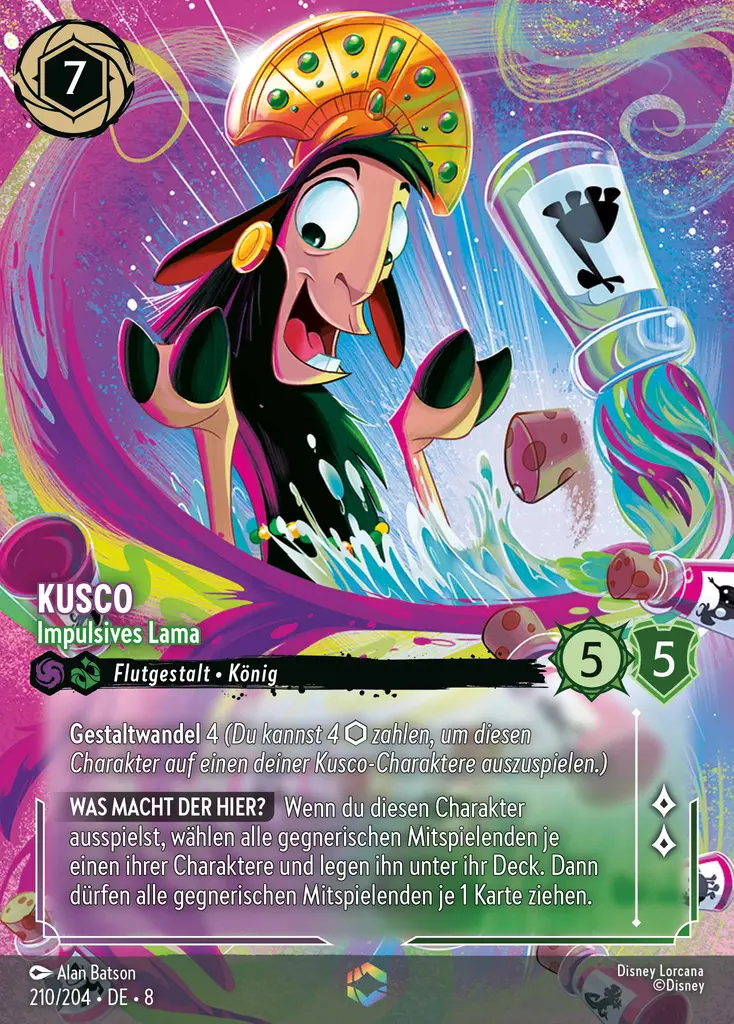 7
KUSCO
Impulsives Lama
Flutgestalt • König
5
5
Gestaltwandel 4 (Du kannst 4 ⬡ zahlen, um diesen
Charakter auf einen deiner Kusco-Charaktere auszuspielen.)
WAS MACHT DER HIER? Wenn du diesen Charakter
ausspielst, wählen alle gegnerischen Mitspielenden je
einen ihrer Charaktere und legen ihn unter ihr Deck. Dann
dürfen alle gegnerischen Mitspielenden je 1 Karte ziehen.
Alan Batson
210/204 • DE • 8
Disney Lorcana
©Disney